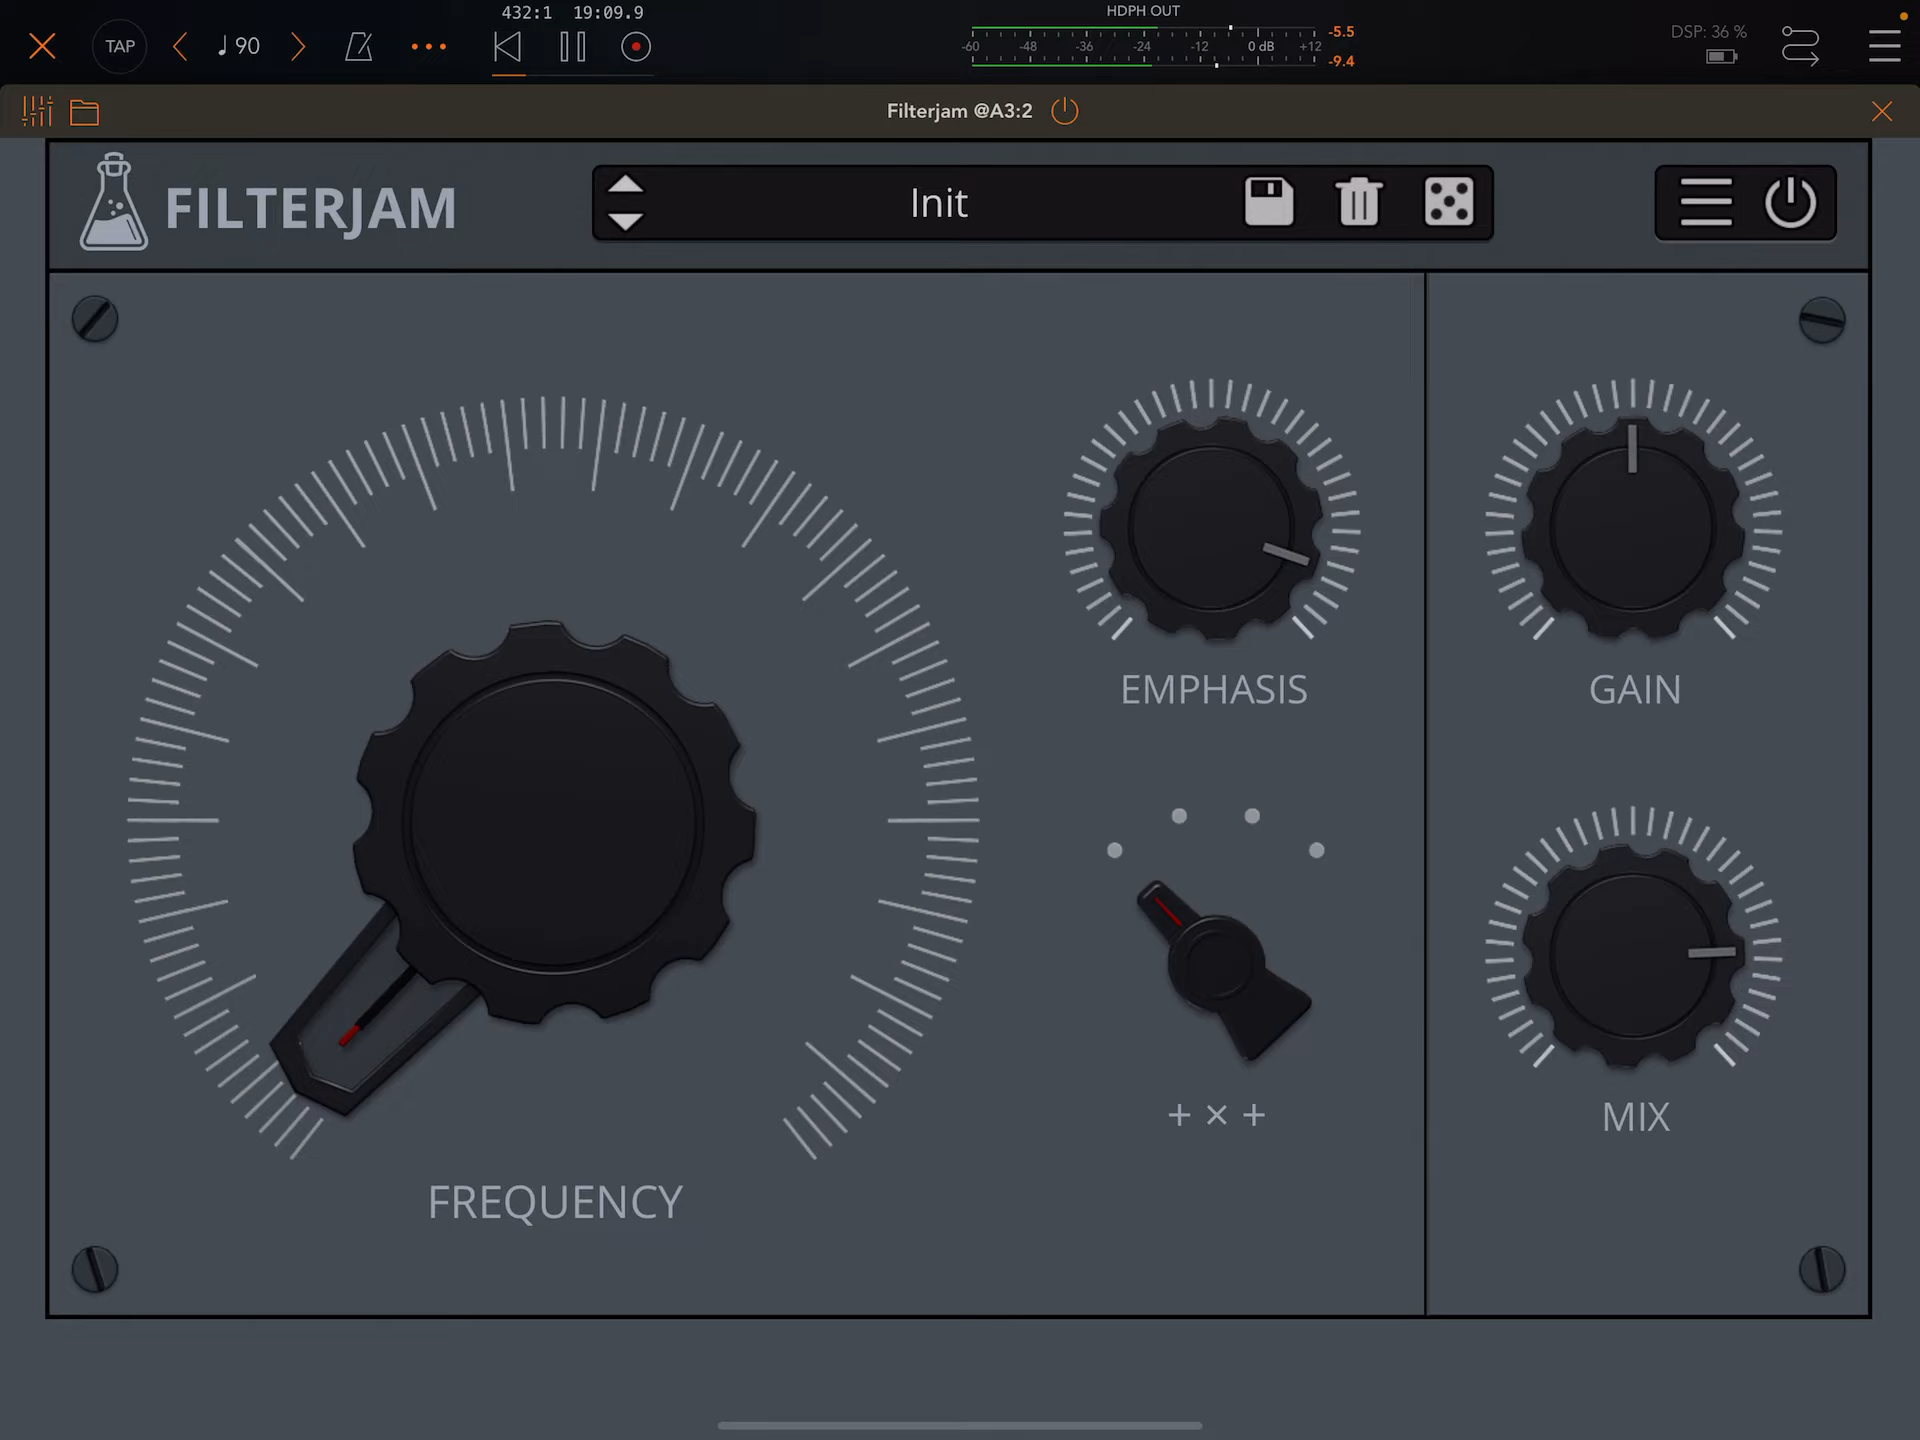 432:1 19:09.9
HDPH OUT
TAP
♩ 90
-60 -48 -36 -24 -12 0 dB +12
-5.5
-9.4
DSP: 36 %
Filterjam @A3:2
FILTERJAM
Init
EMPHASIS
GAIN
+ × +
MIX
FREQUENCY